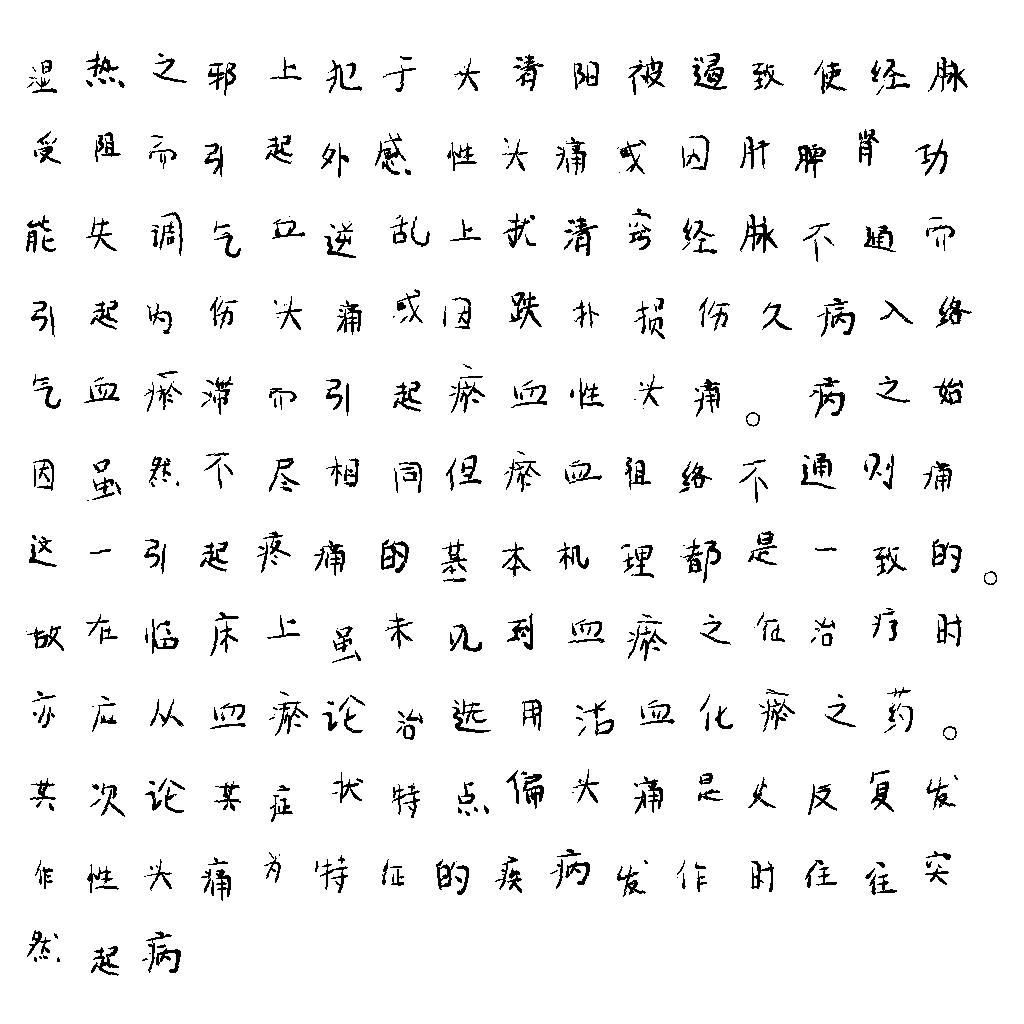 湿热之邪上犯于头清阳被遏致使经脉
受阻而引起外感性头痛或因肝脾肾功
能失调气血逆乱上扰清窍经脉不通而
引起内伤头痛或因跌扑损伤久病入络
气血瘀滞而引起瘀血性头痛。病之始
因虽然不尽相同但瘀血阻络不通则痛
这一引起疼痛的基本机理都是一致的。
故在临床上虽未见到血瘀之征治疗时
亦应从血瘀论治选用活血化瘀之药。
其次论其症状特点偏头痛是以反复发
作性头痛为特征的疾病发作时往往突
然起病